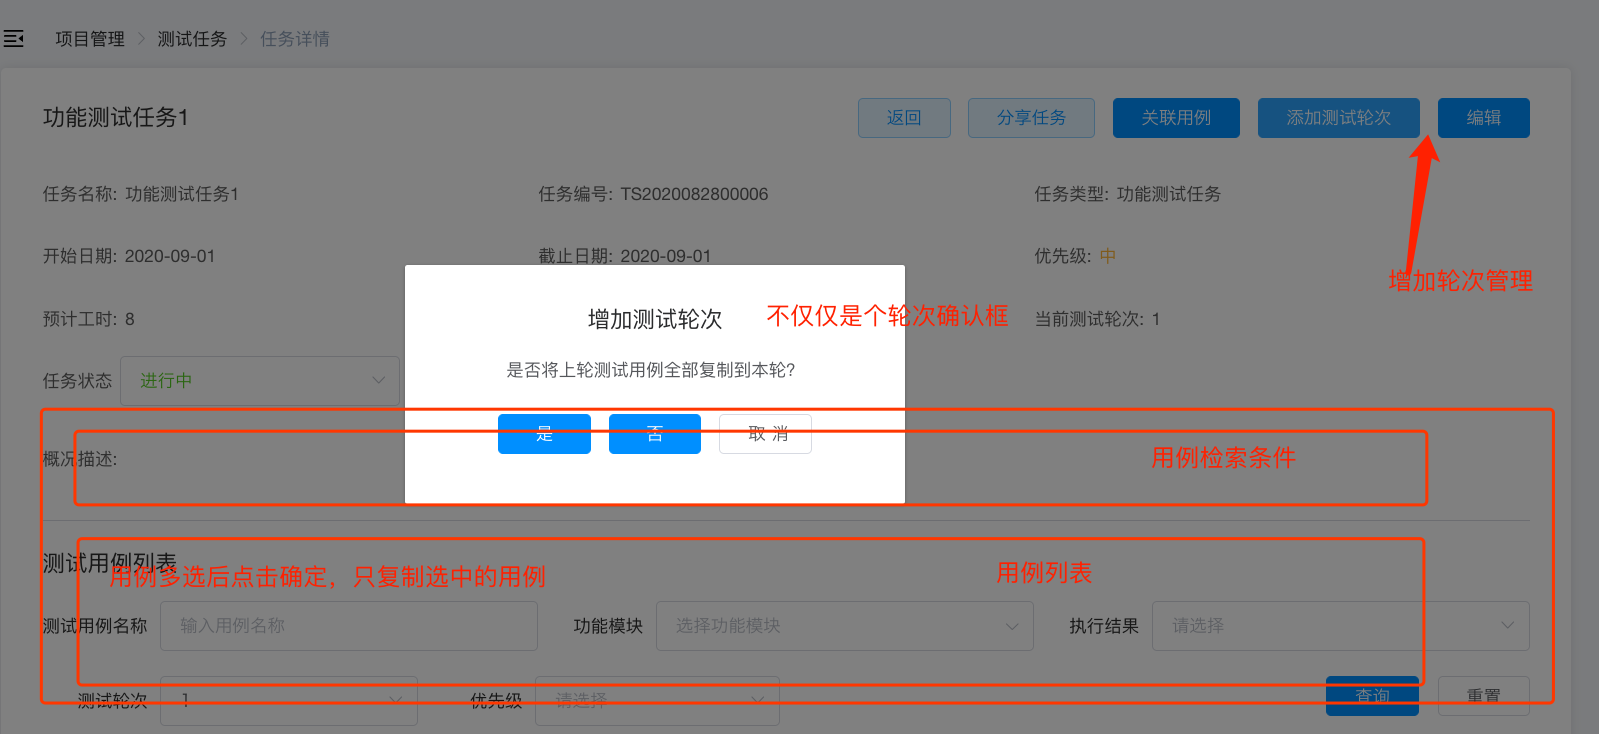 项目管理 > 测试任务 > 任务详情
功能测试任务1
返回 分享任务 关联用例 添加测试轮次 编辑
任务名称: 功能测试任务1 任务编号: TS2020082800006 任务类型: 功能测试任务
开始日期: 2020-09-01 截止日期: 2020-09-01 优先级: 中
增加轮次管理
预计工时: 8 当前测试轮次: 1
增加测试轮次
不仅仅是个轮次确认框
是否将上轮测试用例全部复制到本轮?
任务状态 进行中
是 否 取 消
概况描述:
用例检索条件
测试用例列表
用例多选后点击确定，只复制选中的用例
用例列表
测试用例名称 输入用例名称 功能模块 选择功能模块 执行结果 请选择
测试轮次 1 优先级 请选择 查询 重置